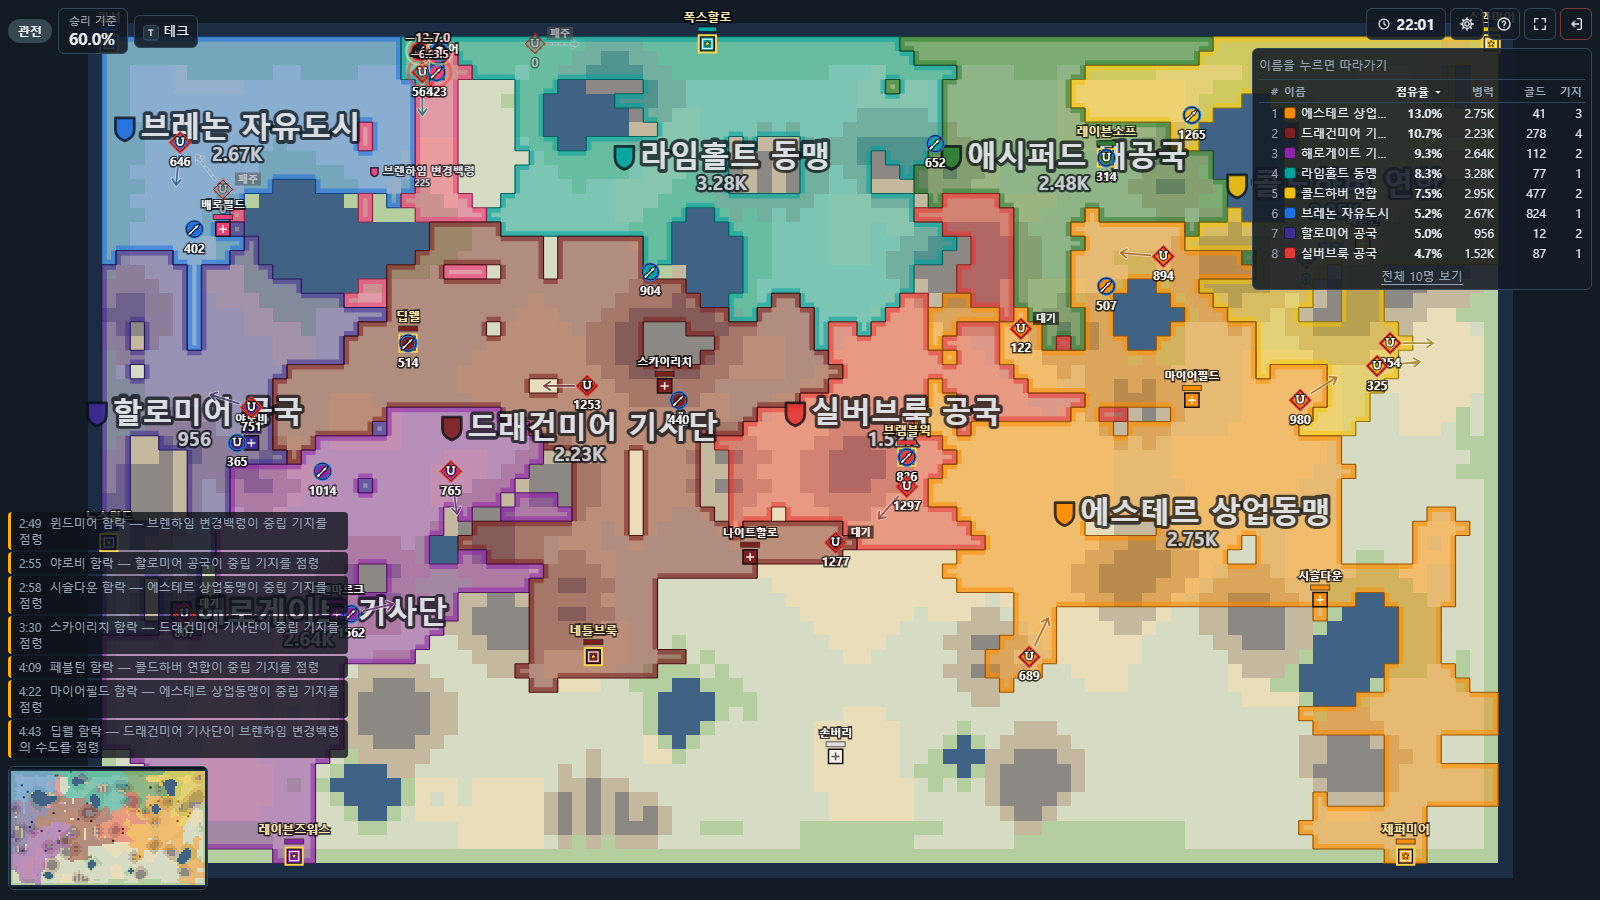 관전
승리 기준
60.0%
T 테크
폭스할로
22:01
이름을 누르면 따라가기
# 이름 점유율 병력 골드 기지
1 에스테르 상업... 13.0% 2.75K 41 3
2 드래건미어 기... 10.7% 2.23K 278 4
3 헤로게이트 기... 9.3% 2.64K 112 2
4 라임홀트 동맹 8.3% 3.28K 77 1
5 콜드하버 연합 7.5% 2.95K 477 2
6 브레논 자유도시 5.2% 2.67K 824 1
7 할로미어 공국 5.0% 956 12 2
8 실버브룩 공국 4.7% 1.52K 87 1
전체 10명 보기
패주
0
브레논 자유도시
2.67K
646
패주
배로필드
402
브렌하임 변경백령
225
라임홀트 동맹
3.28K
652
애시퍼드
2.48K
레이븐소프
314
1265
894
507
904
122
대기
딥웰
514
스카이리치
1253
440
마이어필드
325
980
할로미어
956
751
365
드래건미어 기사단
2.23K
실버브룩 공국
브램블윅
836
1297
1014
765
나이트할로
대기
1277
에스테르 상업동맹
2.75K
시슬다운
네틀브룩
689
손버리
제퍼미어
레이븐즈워스
기사단
2.64K
2:49 윈드미어 함락 — 브렌하임 변경백령이 중립 기지를
점령
2:55 야로비 함락 — 할로미어 공국이 중립 기지를 점령
2:58 시슬다운 함락 — 에스테르 상업동맹이 중립 기지를
점령
3:30 스카이리치 함락 — 드래건미어 기사단이 중립 기지를
점령
4:09 페블턴 함락 — 콜드하버 연합이 중립 기지를 점령
4:22 마이어필드 함락 — 에스테르 상업동맹이 중립 기지를
점령
4:43 딥웰 함락 — 드래건미어 기사단이 브렌하임 변경백령
의 수도를 점령